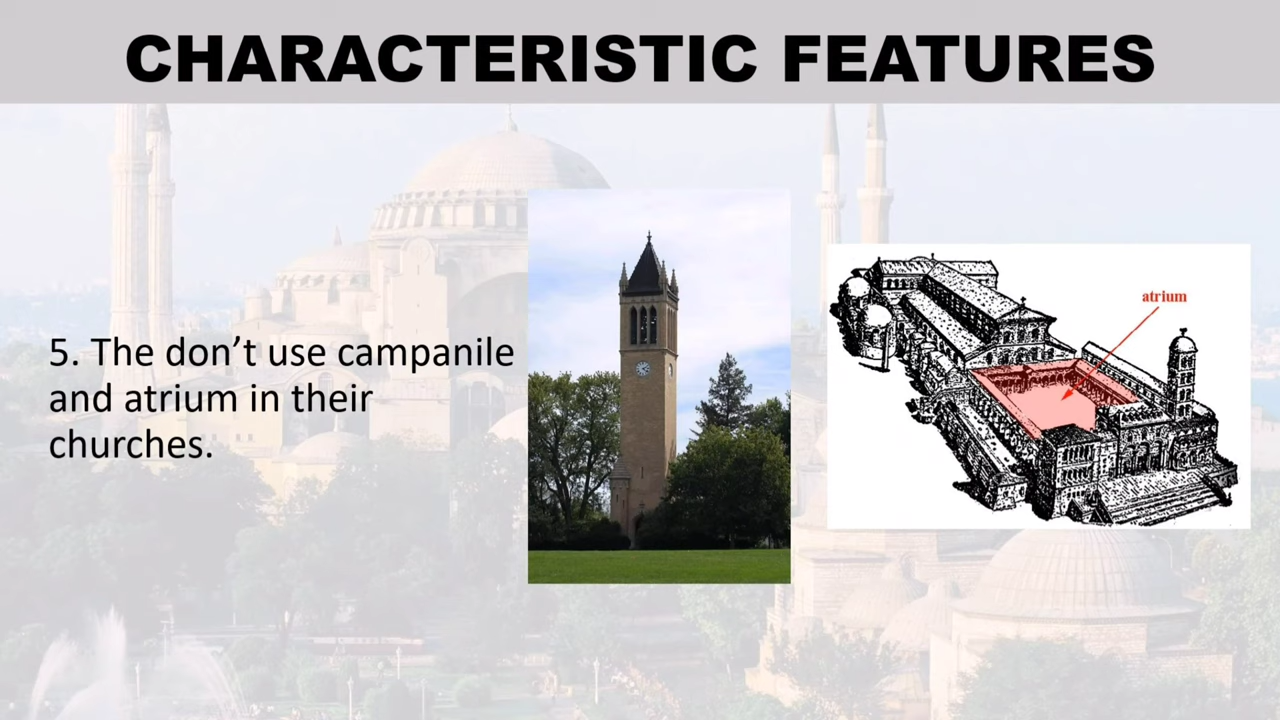 CHARACTERISTIC FEATURES
5. The don’t use campanile
and atrium in their
churches.
atrium